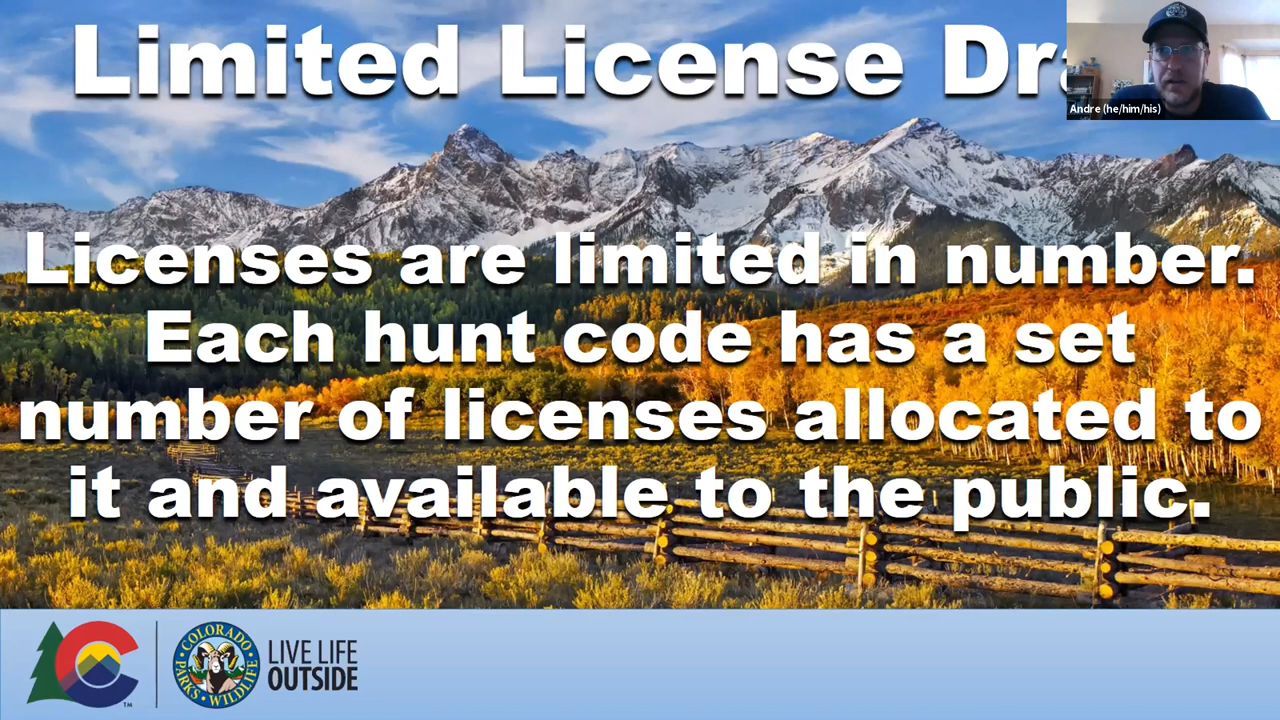 Limited License Dra
Andre (he/him/his)
Licenses are limited in number.
Each hunt code has a set
number of licenses allocated to
it and available to the public.
COLORADO
PARKS & WILDLIFE
LIVE LIFE
OUTSIDE
TM